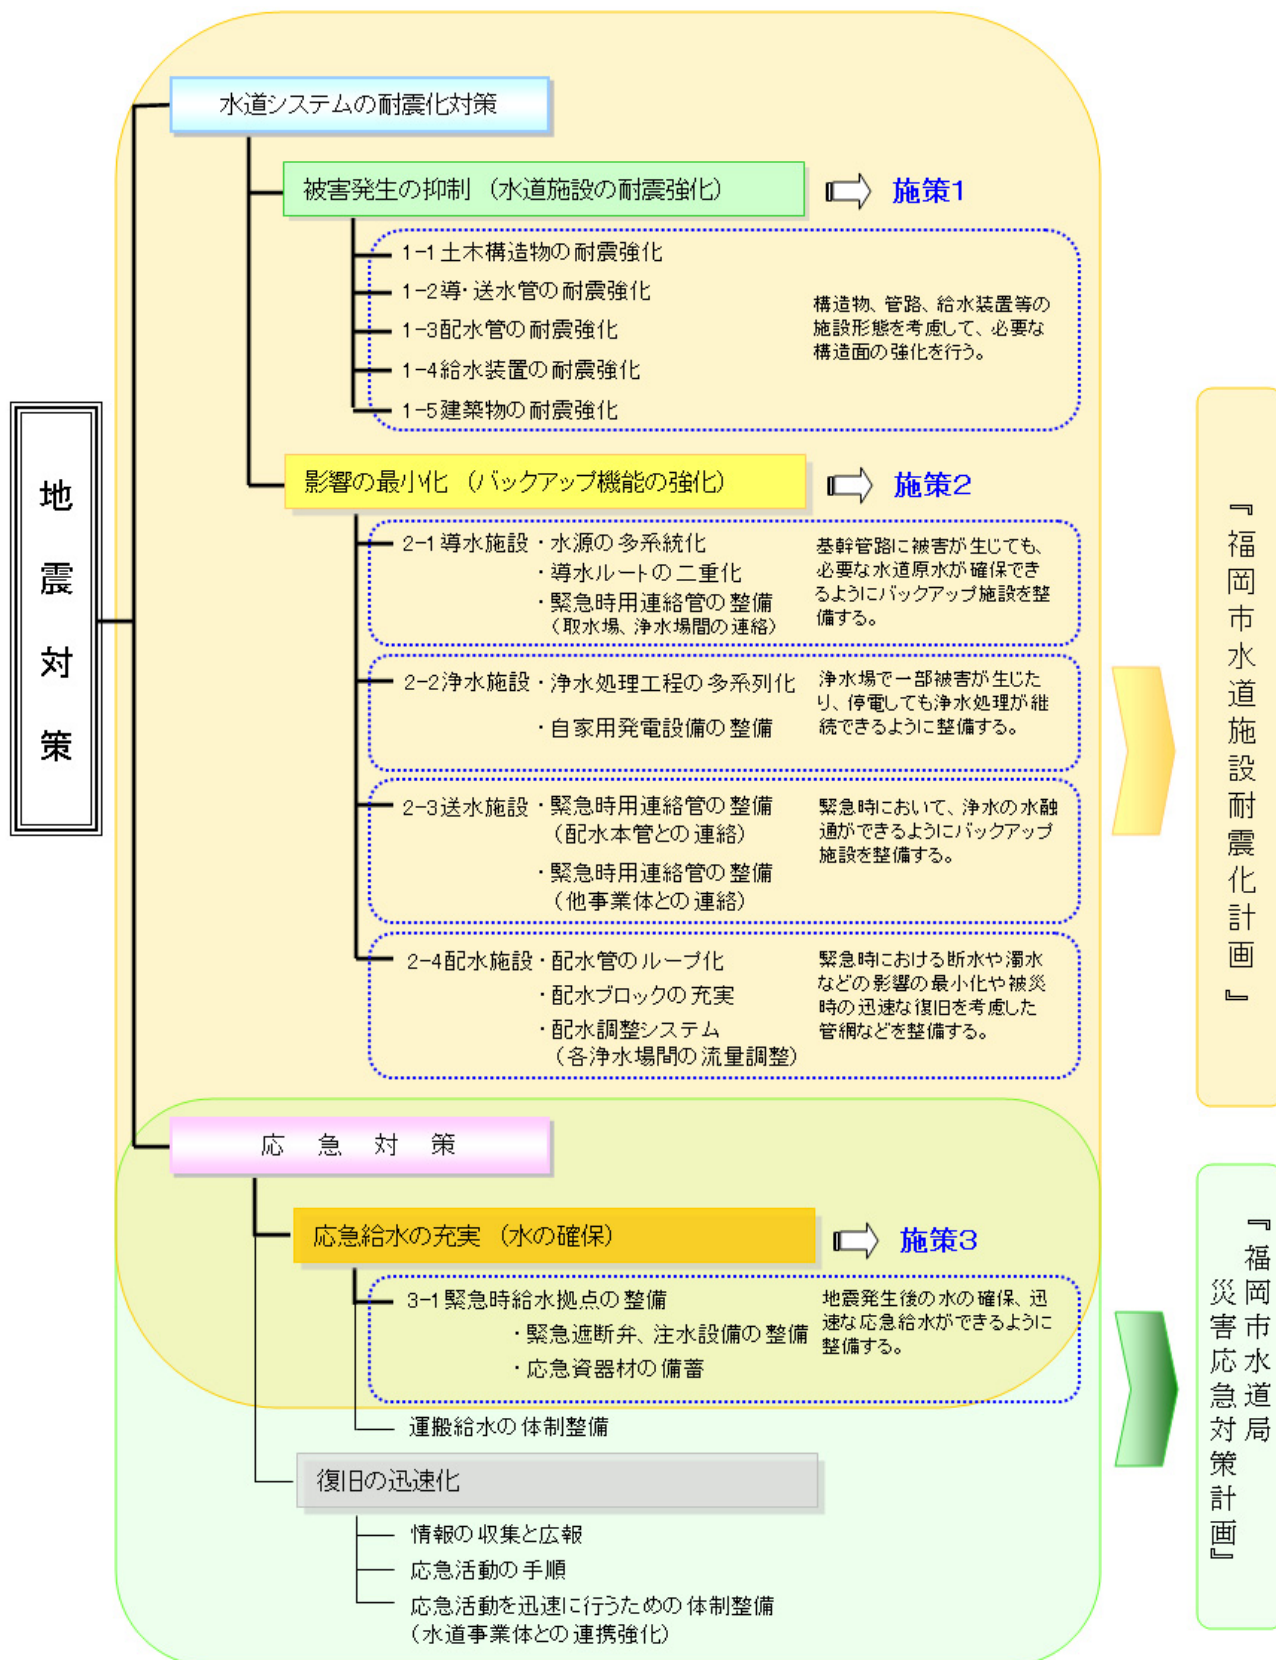 地震対策
水道システムの耐震化対策
被害発生の抑制 （水道施設の耐震強化）
施策1
1-1土木構造物の耐震強化
1-2導・送水管の耐震強化
1-3配水管の耐震強化
1-4給水装置の耐震強化
1-5建築物の耐震強化
構造物、管路、給水装置等の
施設形態を考慮して、必要な
構造面の強化を行う。
影響の最小化 （バックアップ機能の強化）
施策2
2-1導水施設・水源の多系統化
・導水ルートの二重化
・緊急時用連絡管の整備
（取水場、浄水場間の連絡）
基幹管路に被害が生じても、
必要な水道原水が確保でき
るようにバックアップ施設を整
備する。
2-2浄水施設・浄水処理工程の多系列化
・自家用発電設備の整備
浄水場で一部被害が生じた
り、停電しても浄水処理が継
続できるように整備する。
2-3送水施設・緊急時用連絡管の整備
（配水本管との連絡）
・緊急時用連絡管の整備
（他事業体との連絡）
緊急時において、浄水の水融
通ができるようにバックアップ
施設を整備する。
2-4配水施設・配水管のループ化
・配水ブロックの充実
・配水調整システム
（各浄水場間の流量調整）
緊急時における断水や濁水
などの影響の最小化や被災
時の迅速な復旧を考慮した
管網などを整備する。
『福岡市水道施設耐震化計画』
応急対策
応急給水の充実 （水の確保）
施策3
3-1緊急時給水拠点の整備
・緊急遮断弁、注水設備の整備
・応急資器材の備蓄
地震発生後の水の確保、迅
速な応急給水ができるように
整備する。
運搬給水の体制整備
復旧の迅速化
情報の収集と広報
応急活動の手順
応急活動を迅速に行うための体制整備
（水道事業体との連携強化）
『福岡市水道局
災害応急対策計画』